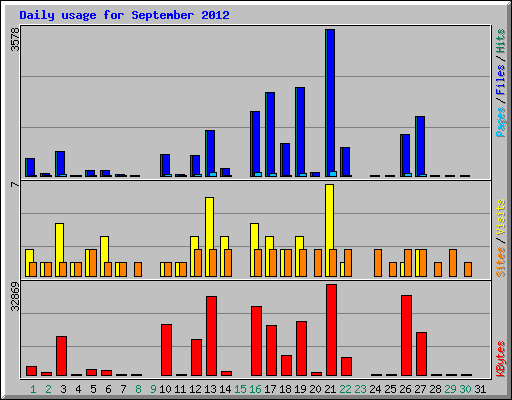 Daily usage for September 2012
3578
Pages / Files / Hits
7
Sites / Visits
32869
KBytes
1 2 3 4 5 6 7 8 9 10 11 12 13 14 15 16 17 18 19 20 21 22 23 24 25 26 27 28 29 30 31